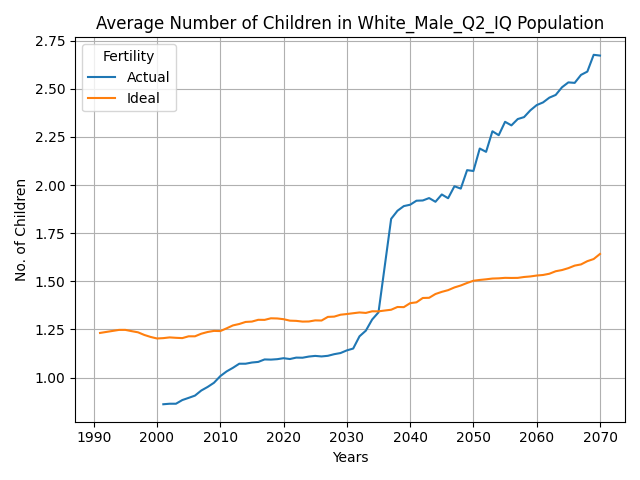 Average Number of Children in White_Male_Q2_IQ Population
2.75
2.50
2.25
2.00
1.75
1.50
1.25
1.00
No. of Children
Fertility
Actual
Ideal
1990 2000 2010 2020 2030 2040 2050 2060 2070
Years